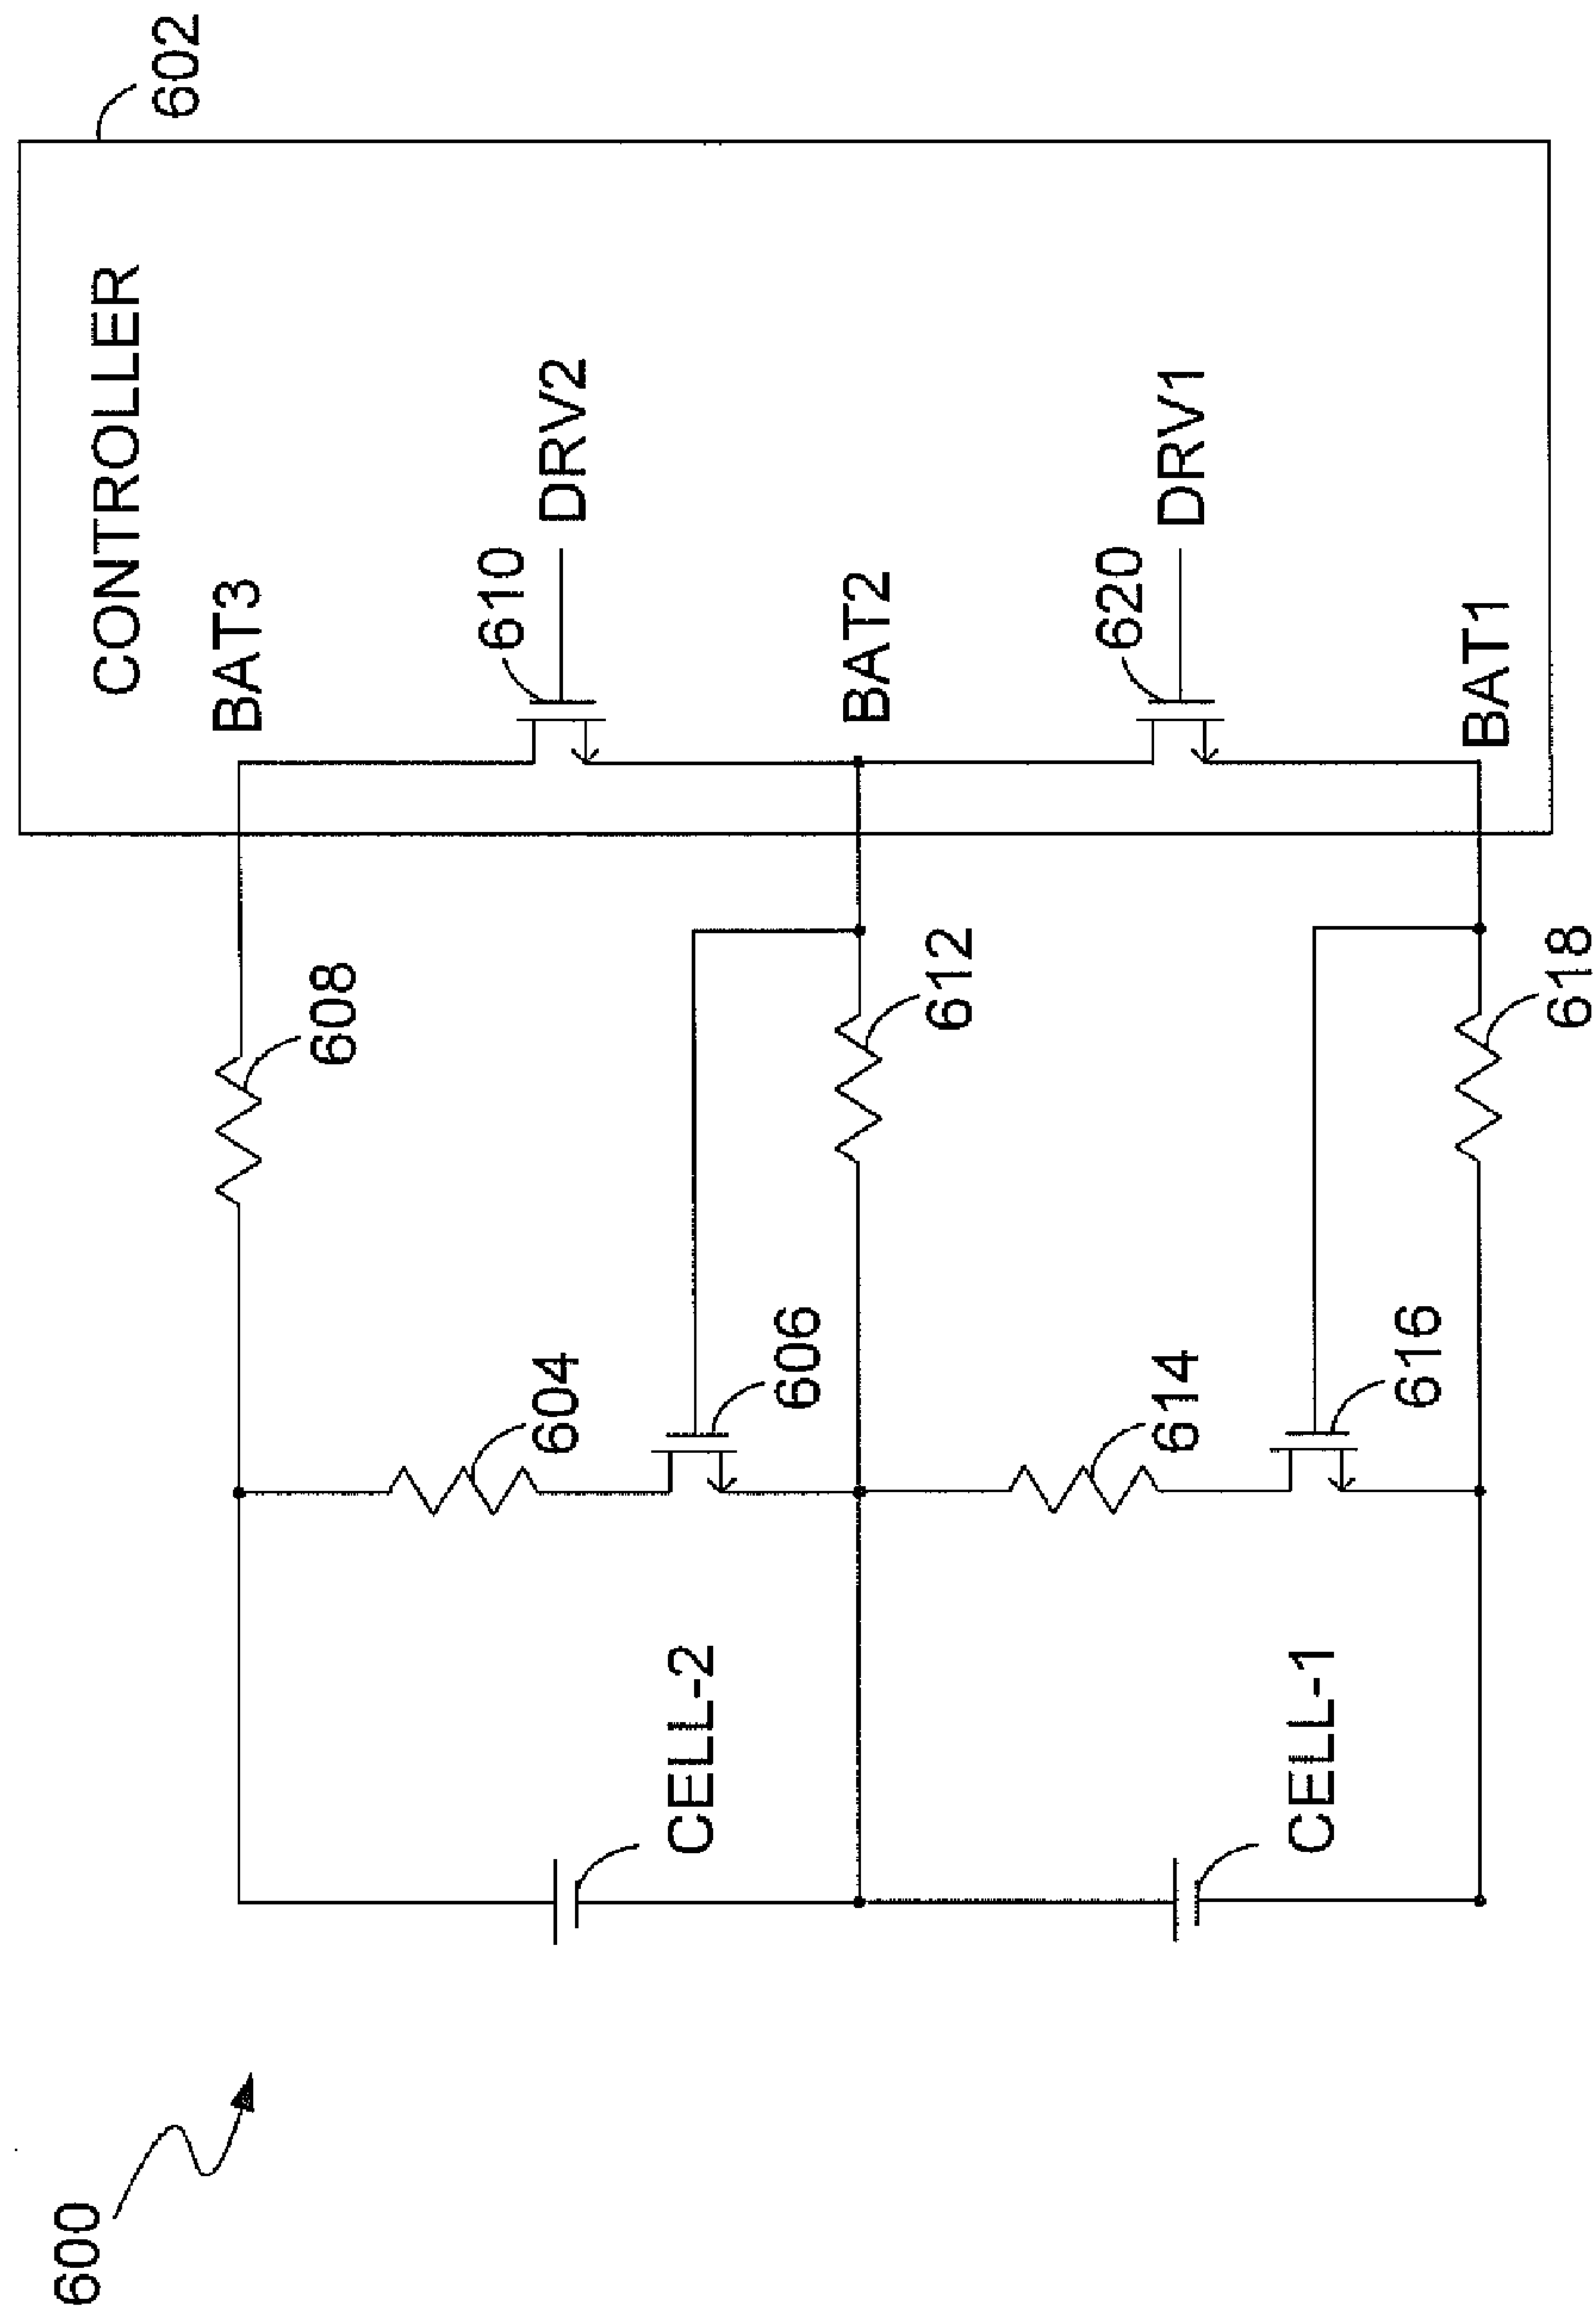 600
CONTROLLER
602
BAT3
608
604
606
610
DRV2
CELL-2
BAT2
612
614
616
620
DRV1
CELL-1
BAT1
618